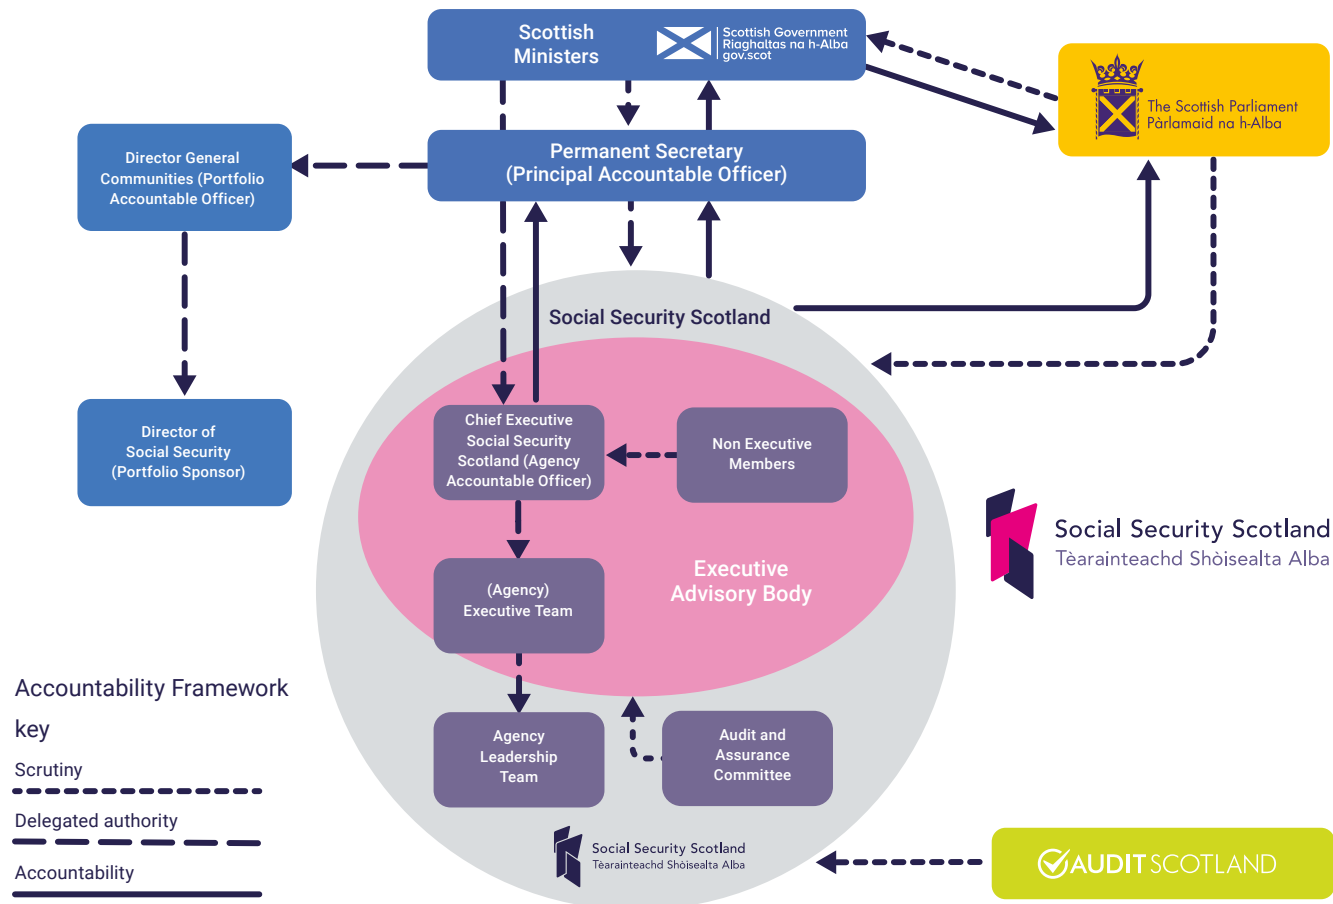 Scottish
Ministers
Scottish Government
Riaghaltas na h-Alba
gov.scot
The Scottish Parliament
Pàrlamaid na h-Alba
Director General
Communities (Portfolio
Accountable Officer)
Permanent Secretary
(Principal Accountable Officer)
Social Security Scotland
Director of
Social Security
(Portfolio Sponsor)
Chief Executive
Social Security
Scotland (Agency
Accountable Officer)
Non Executive
Members
Social Security Scotland
Tèarainteachd Shòisealta Alba
(Agency)
Executive Team
Executive
Advisory Body
Agency
Leadership
Team
Audit and
Assurance
Committee
Accountability Framework
key
Scrutiny
Delegated authority
Accountability
Social Security Scotland
Tèarainteachd Shòisealta Alba
AUDIT SCOTLAND